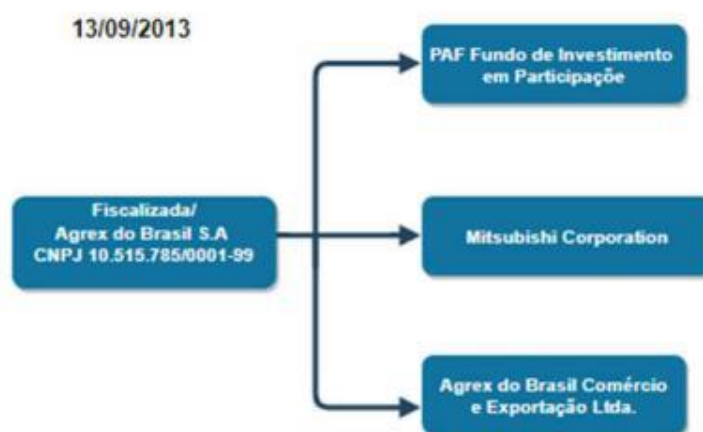 13/09/2013
PAF Fundo de Investimento
em Participaçõe
Fiscalizada/
Agrex do Brasil S.A
CNPJ 10.515.785/0001-99
Mitsubishi Corporation
Agrex do Brasil Comércio
e Exportação Ltda.